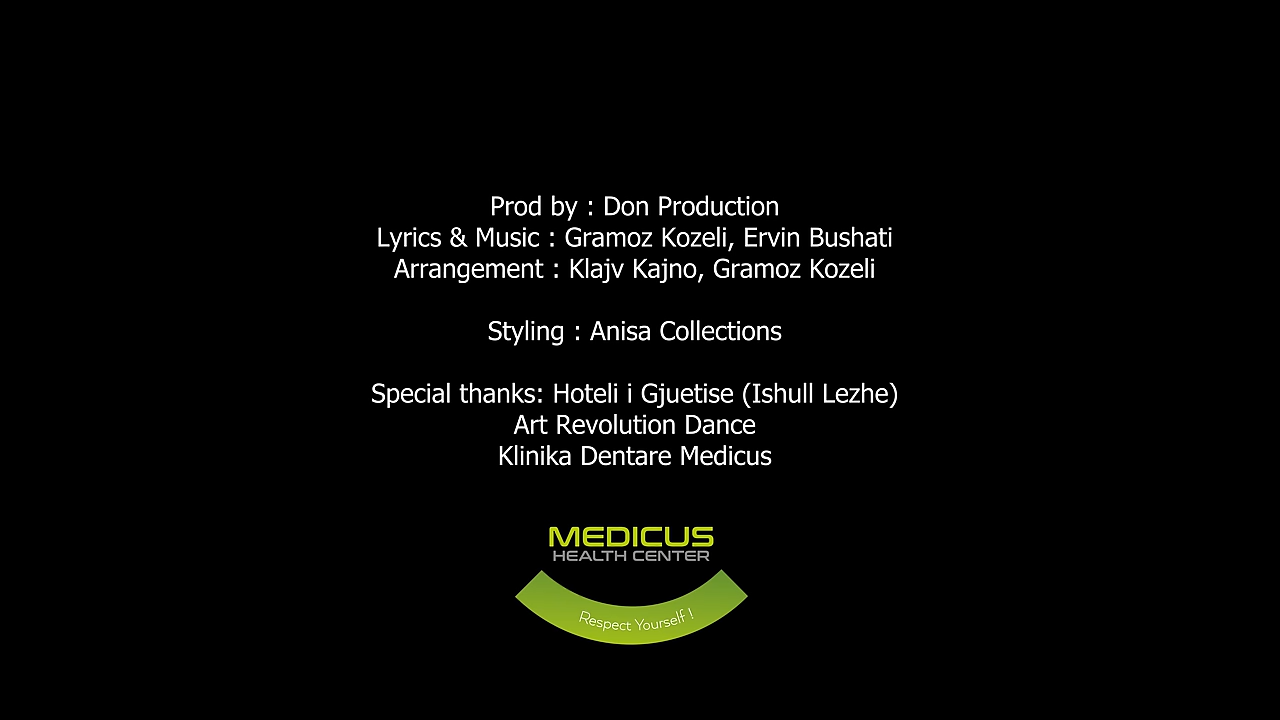 Prod by : Don Production
Lyrics & Music : Gramoz Kozeli, Ervin Bushati
Arrangement : Klajv Kajno, Gramoz Kozeli
Styling : Anisa Collections
Special thanks: Hoteli i Gjuetise (Ishull Lezhe)
Art Revolution Dance
Klinika Dentare Medicus
MEDICUS
HEALTH CENTER
Respect Yourself !